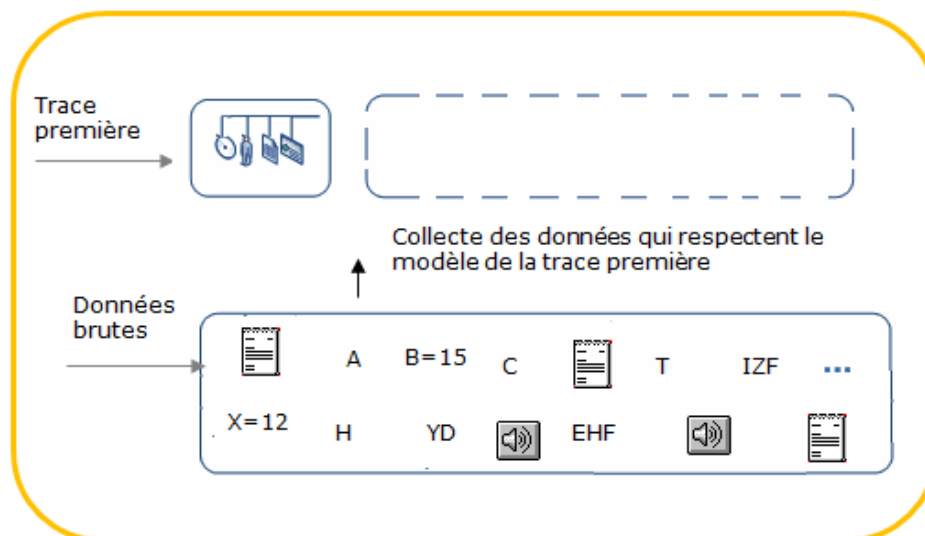 Trace
première
Collecte des données qui respectent le
modèle de la trace première
Données
brutes
A B=15 C T IZF ...
X=12 H YD EHF